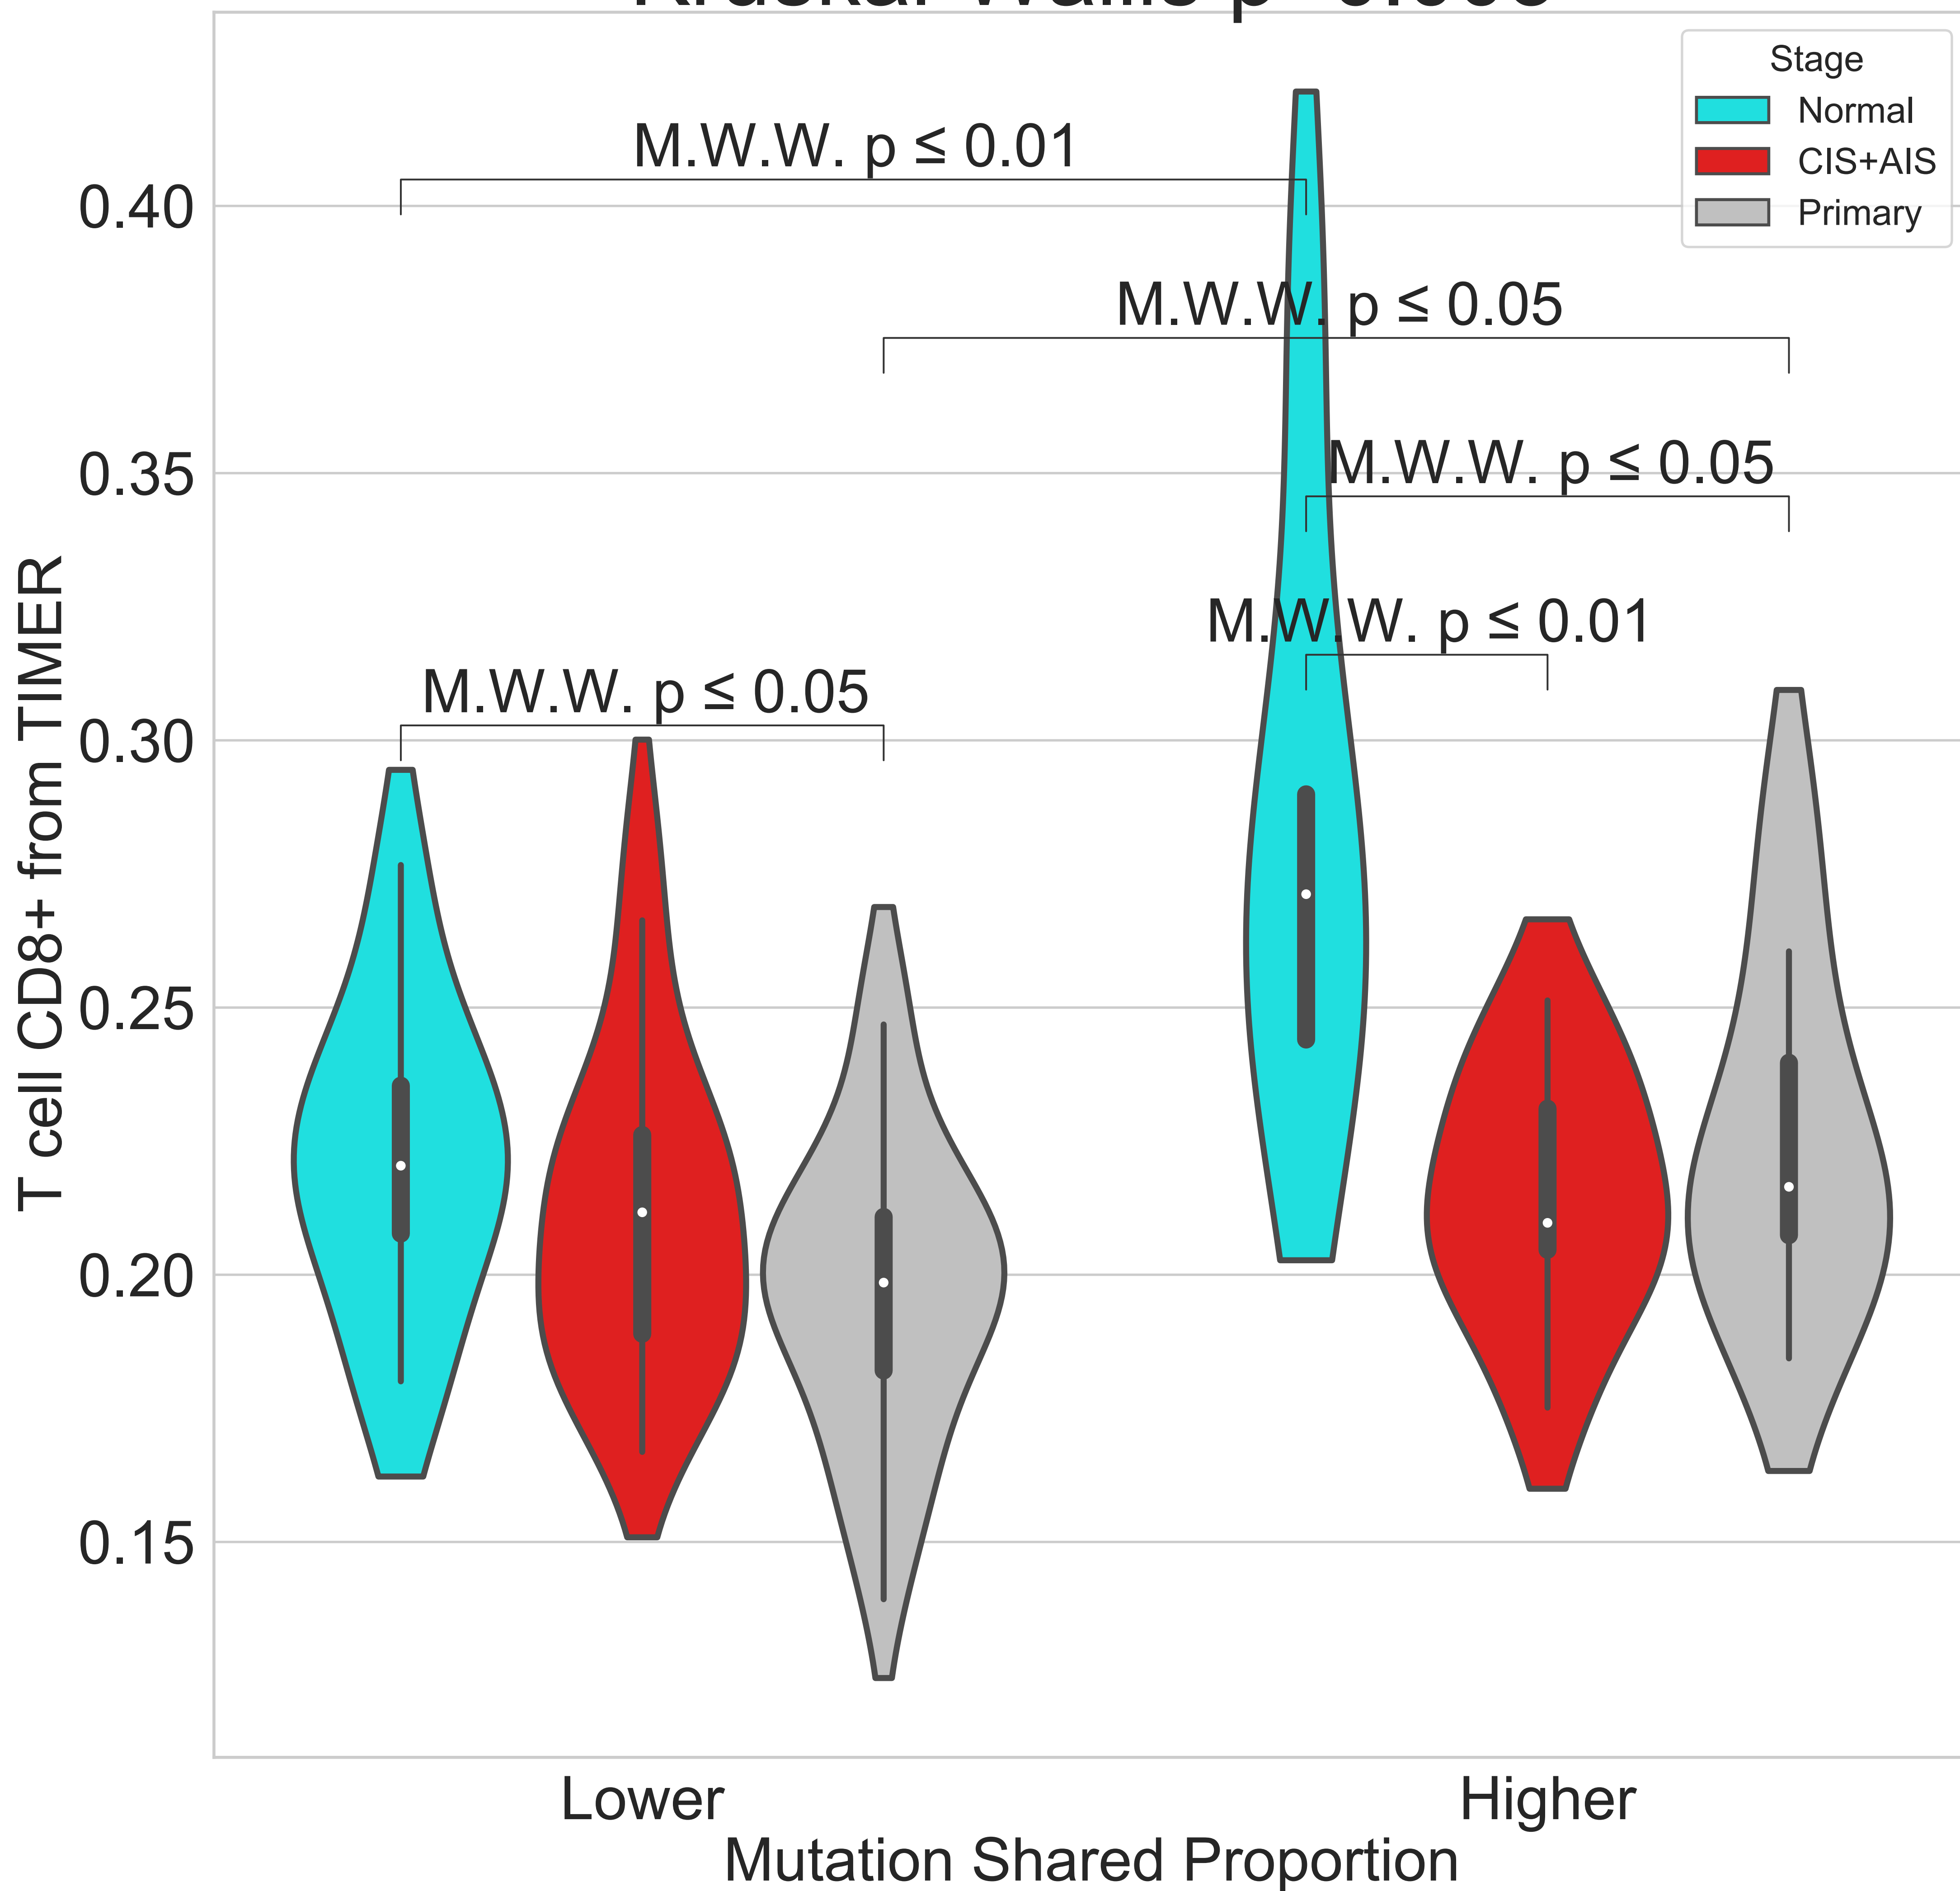 Stage
Normal
CIS+AIS
Primary
M.W.W. p ≤ 0.01
M.W.W. p ≤ 0.05
M.W.W. p ≤ 0.05
M.W.W. p ≤ 0.01
M.W.W. p ≤ 0.05
0.40
0.35
0.30
0.25
0.20
0.15
T cell CD8+ from TIMER
Lower
Higher
Mutation Shared Proportion